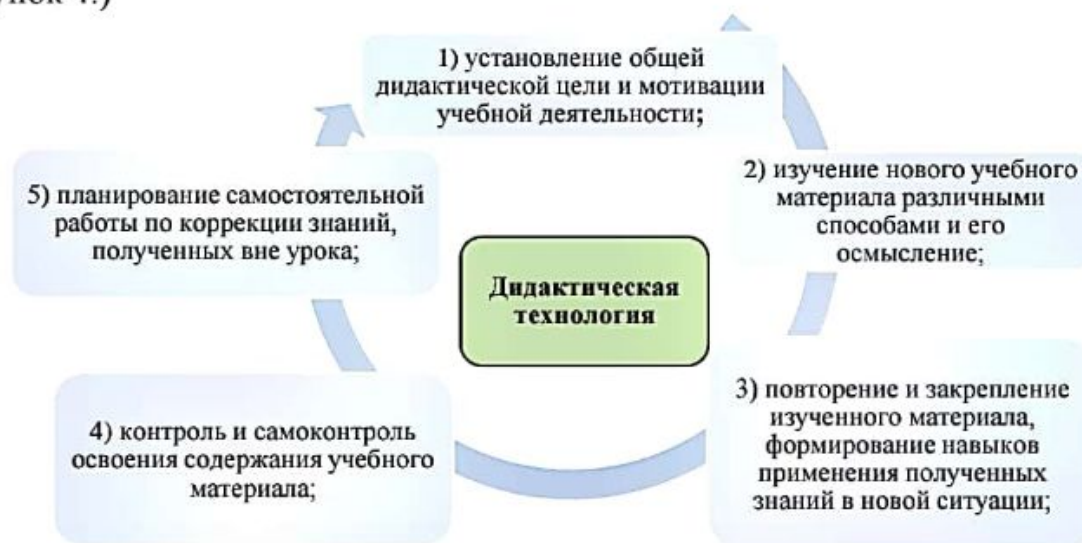 1) установление общей
дидактической цели и мотивации
учебной деятельности;
2) изучение нового учебного
материала различными
способами и его
осмысление;
3) повторение и закрепление
изученного материала,
формирование навыков
применения полученных
знаний в новой ситуации;
4) контроль и самоконтроль
освоения содержания учебного
материала;
5) планирование самостоятельной
работы по коррекции знаний,
полученных вне урока;
Дидактическая
технология